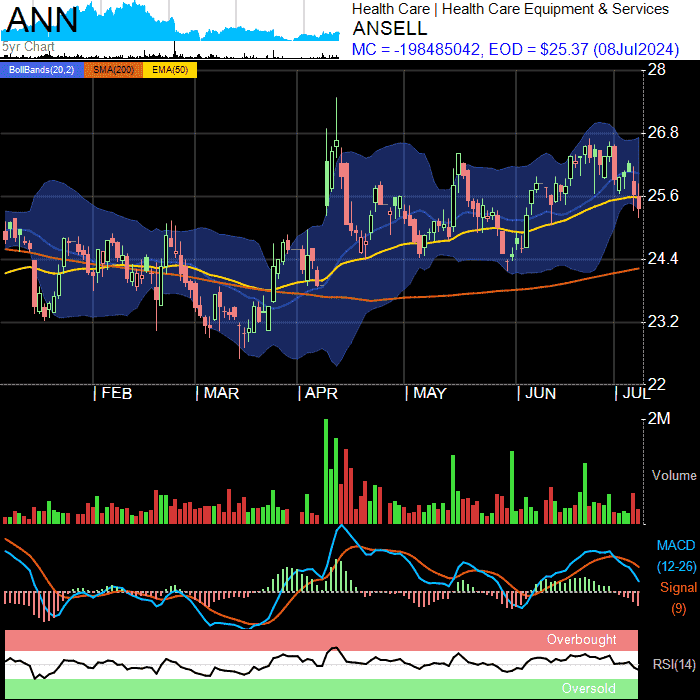 ANN
5yr Chart
Health Care | Health Care Equipment & Services
ANSELL
MC = -198485042, EOD = $25.37 (08Jul2024)
BollBands(20,2) SMA(200) EMA(50)
28
26.8
25.6
24.4
23.2
22
| FEB | MAR | APR | MAY | JUN | JUL
2M
Volume
MACD
(12-26)
Signal
(9)
Overbought
RSI(14)
Oversold